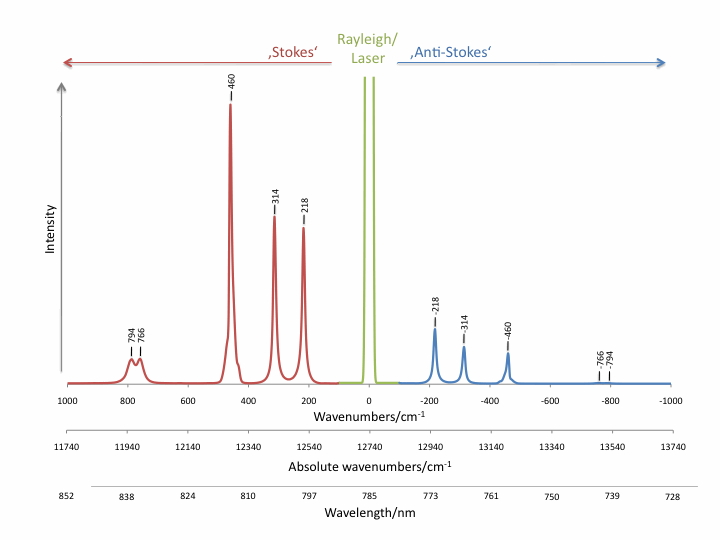 Rayleigh/
Laser
‚Stokes‘
‚Anti-Stokes‘
Intensity
794
766
460
314
218
-218
-314
-460
-766
-794
1000 800 600 400 200 0 -200 -400 -600 -800 -1000
Wavenumbers/cm-1
11740 11940 12140 12340 12540 12740 12940 13140 13340 13540 13740
Absolute wavenumbers/cm-1
852 838 824 810 797 785 773 761 750 739 728
Wavelength/nm